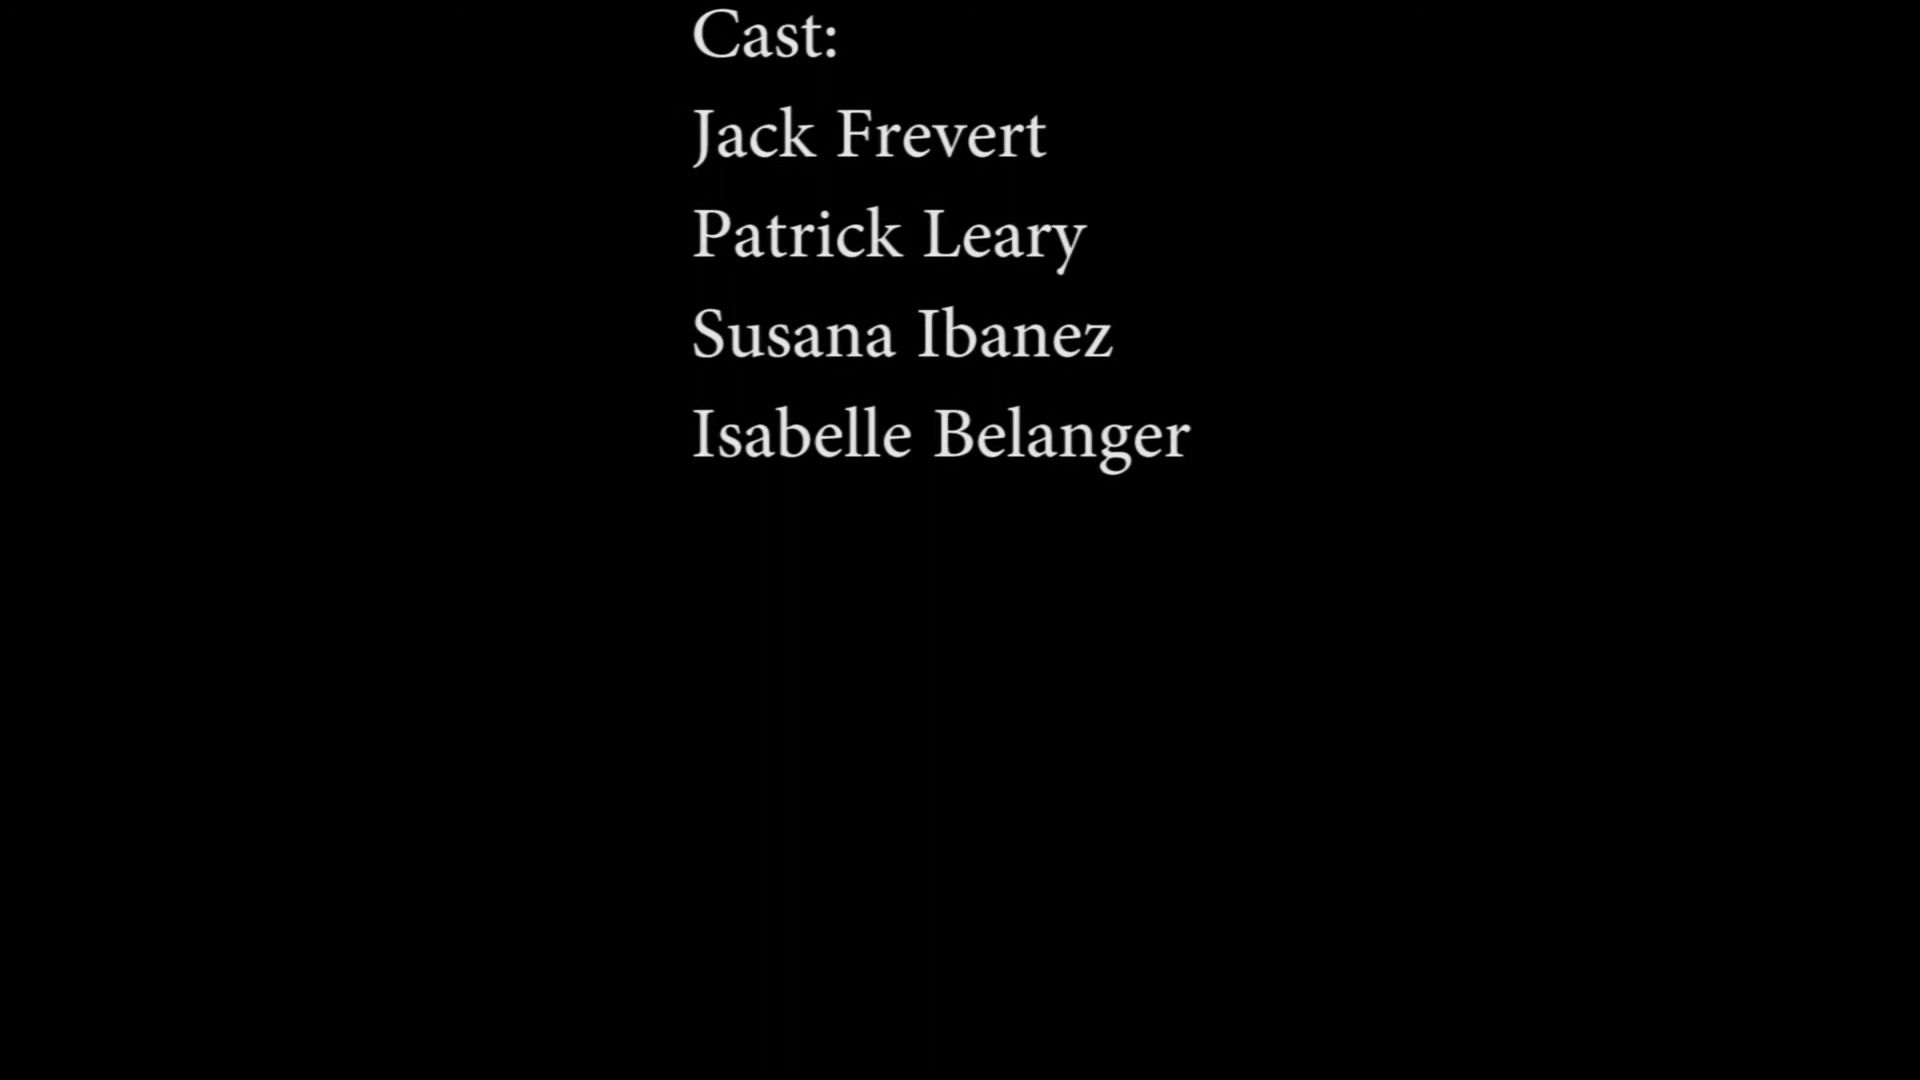 Cast:
Jack Frevert
Patrick Leary
Susana Ibanez
Isabelle Belanger